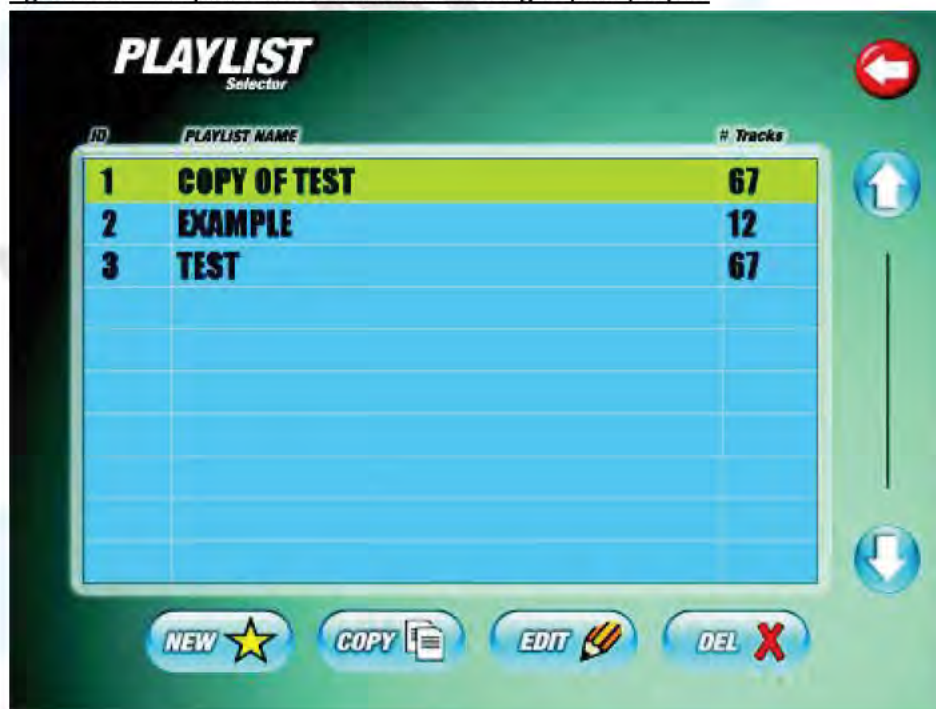 PLAYLIST
Selector
ID PLAYLIST NAME # Tracks
1 COPY OF TEST 67
2 EXAMPLE 12
3 TEST 67
NEW COPY EDIT DEL